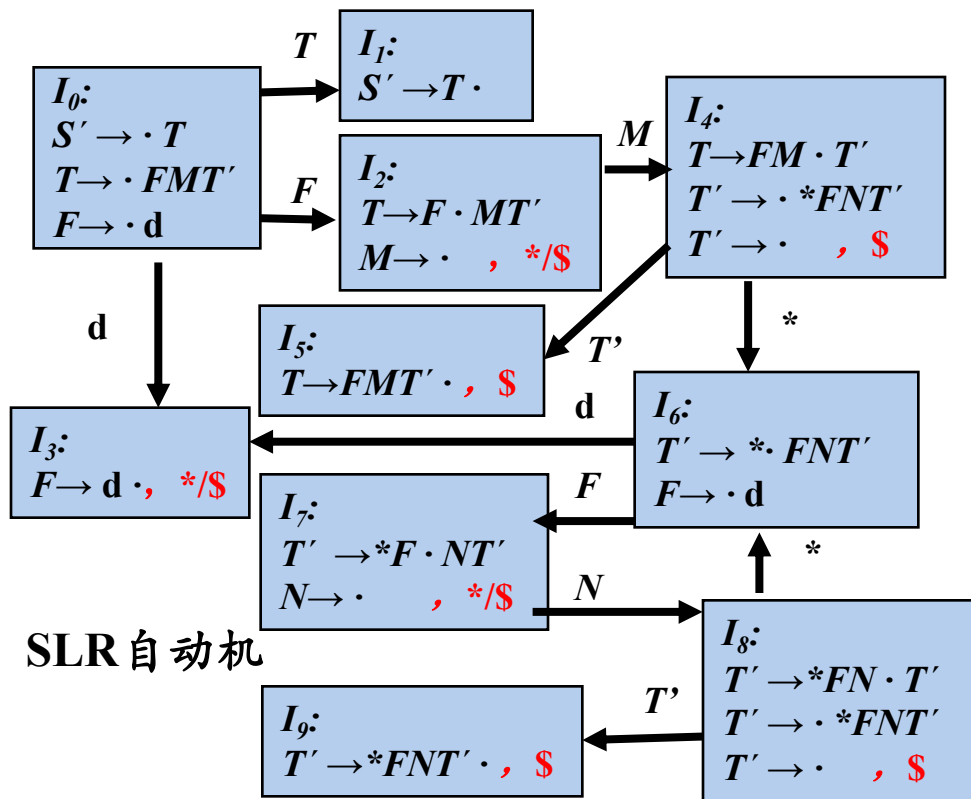 T
I₁:
S′ → T ·
I₀:
S′ → · T
T → · FMT′
F → · d
F
I₂:
T → F · MT′
M → · , */$
M
I₄:
T → FM · T′
T′ → · *FNT′
T′ → · , $
d
I₅:
T → FMT′ · , $
T’
*
d
I₃:
F → d · , */$
I₆:
T′ → *· FNT′
F → · d
F
I₇:
T′ → *F · NT′
N → · , */$
*
N
SLR自动机
I₈:
T′ → *FN · T′
T′ → · *FNT′
T′ → · , $
T’
I₉:
T′ → *FNT′ · , $